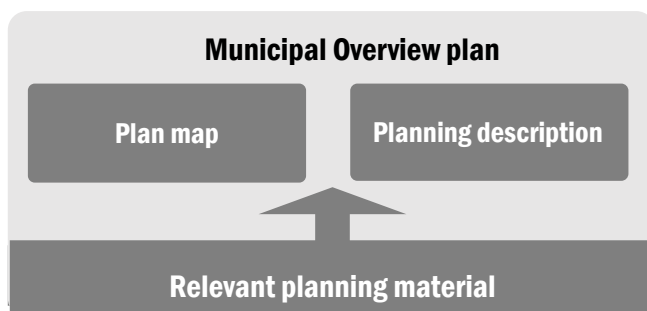 Municipal Overview plan
Plan map
Planning description
Relevant planning material